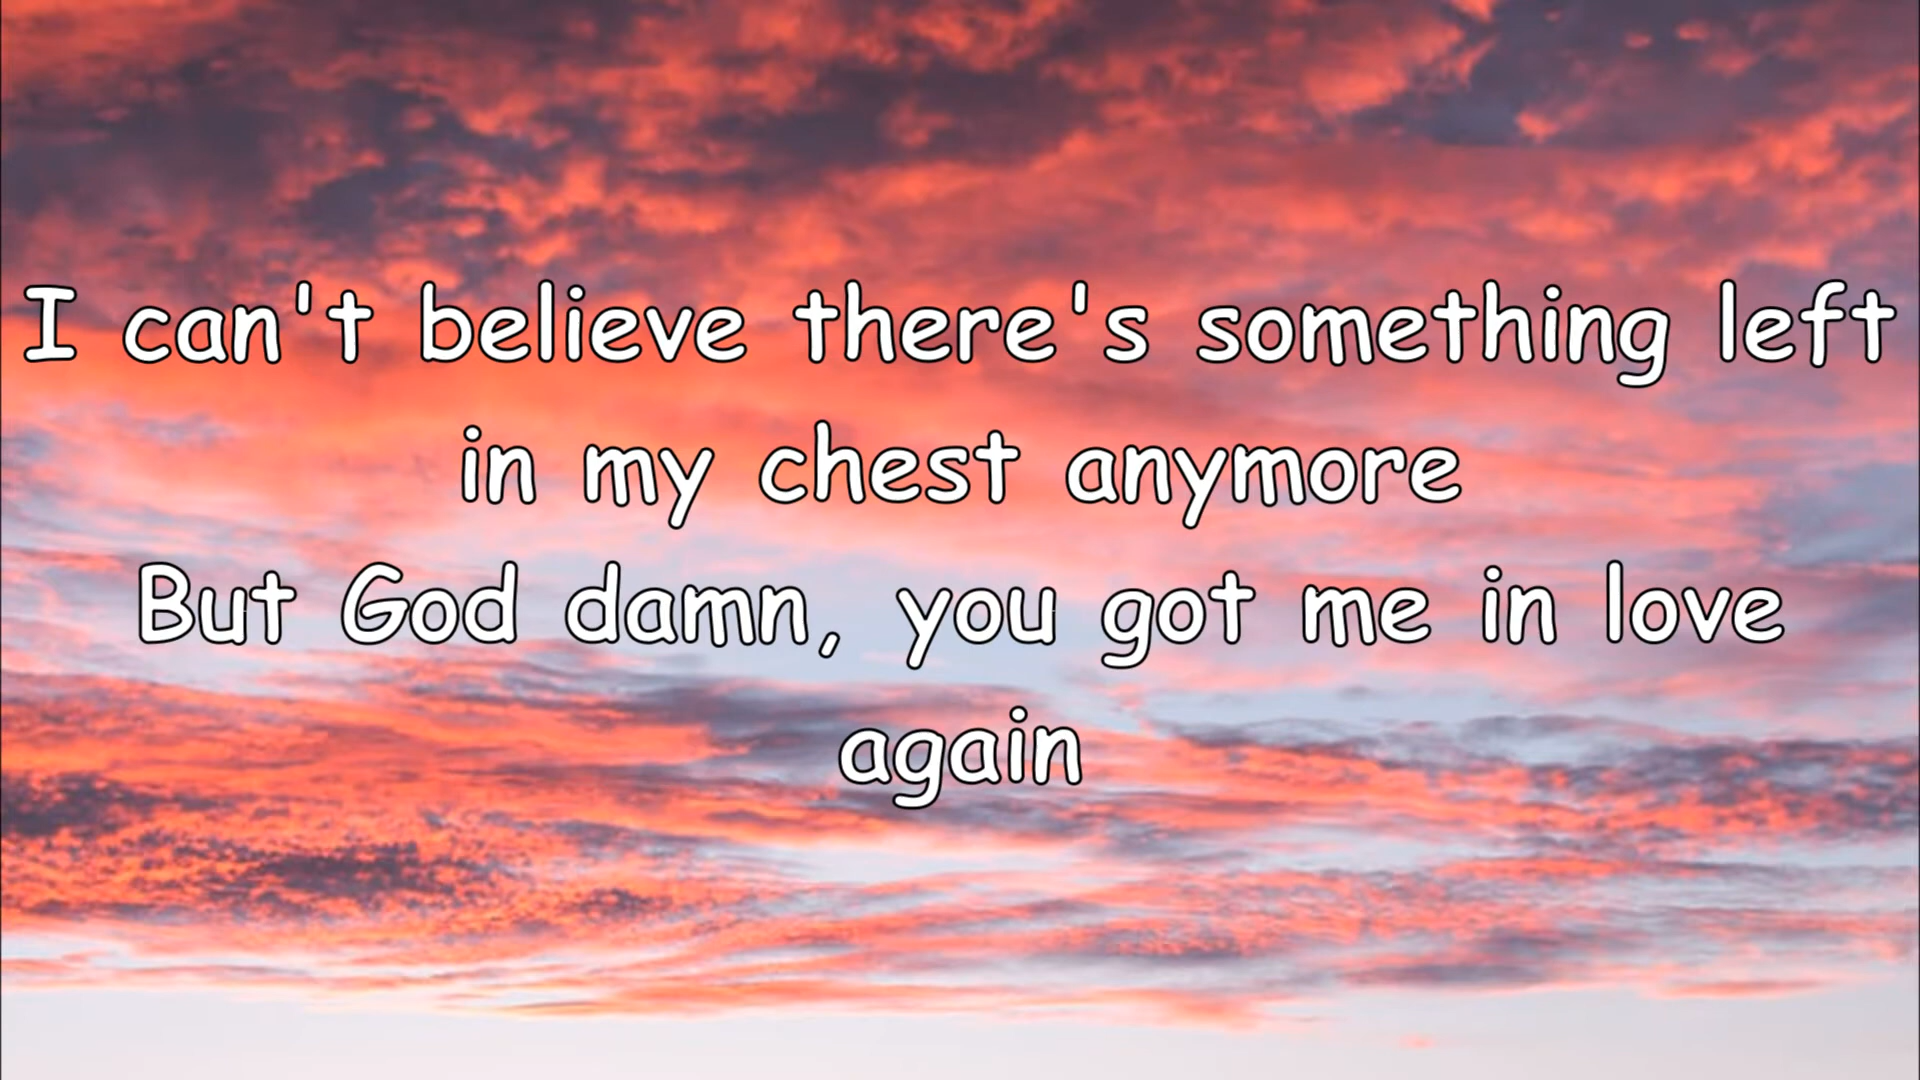 I can't believe there's something left
in my chest anymore
But God damn, you got me in love
again